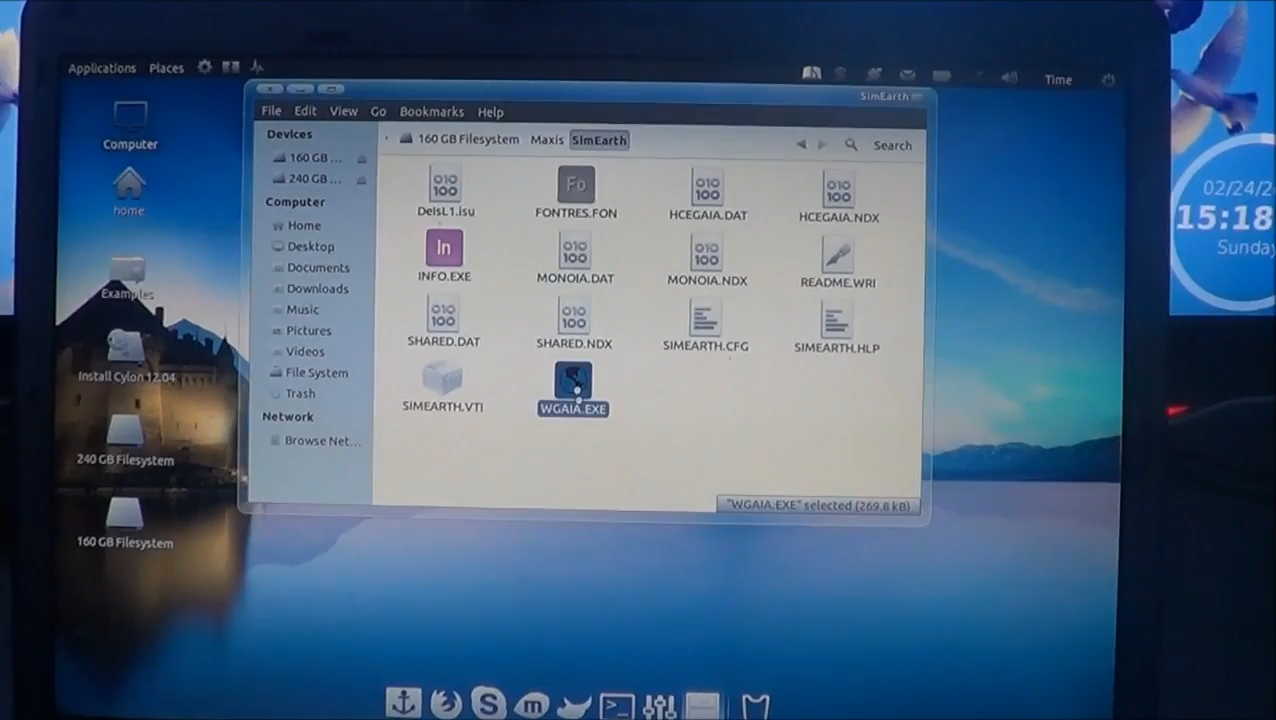 Applications Places
Time
SimEarth
File Edit View Go Bookmarks Help
Devices
160 GB ...
240 GB ...
Computer
Home
Desktop
Documents
Downloads
Music
Pictures
Videos
File System
Trash
Network
Browse Net...
160 GB Filesystem Maxis SimEarth
Search
DelsL1.isu FONTRES.FON HCEGAIA.DAT HCEGAIA.NDX
INFO.EXE MONOIA.DAT MONOIA.NDX README.WRI
SHARED.DAT SHARED.NDX SIMEARTH.CFG SIMEARTH.HLP
SIMEARTH.VTI WGAIA.EXE
"WGAIA.EXE" selected (269.8 kB)
Computer
home
Examples
Install Cylon 12.04
240 GB Filesystem
160 GB Filesystem
02/24/2
15:18
Sunday